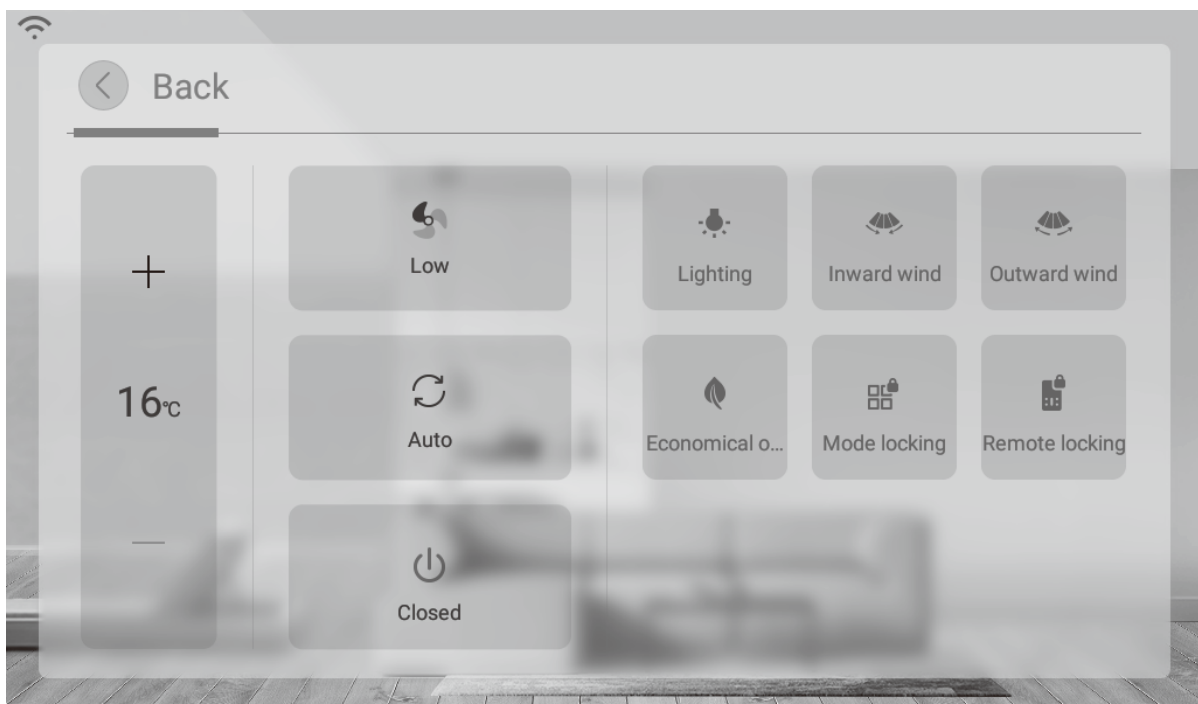 Back
+
16℃
—
Low
Auto
Closed
Lighting
Inward wind
Outward wind
Economical o...
Mode locking
Remote locking